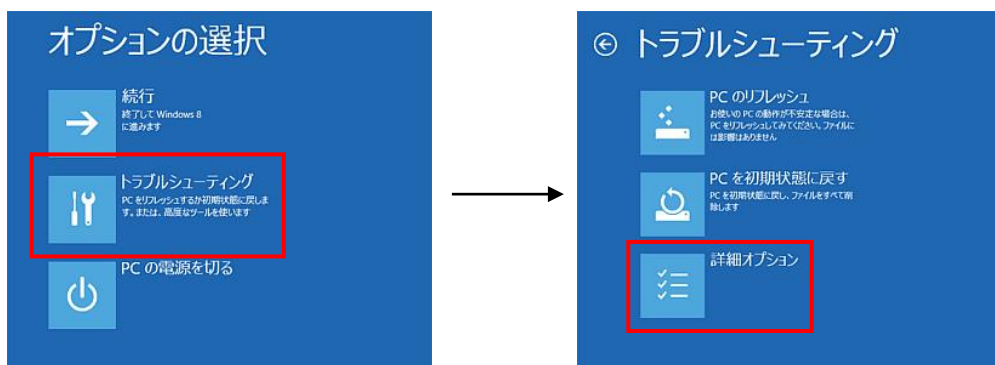 オプションの選択
続行
終了して Windows 8
に進みます
トラブルシューティング
PC をリフレッシュするか初期状態に戻しま
す。または、高度なツールを使います
PC の電源を切る
トラブルシューティング
PC のリフレッシュ
お使いの PC の動作が不安定な場合は、
PC をリフレッシュしてみてください。ファイルに
は影響はありません
PC を初期状態に戻す
PC を初期状態に戻し、ファイルをすべて削
除します
詳細オプション